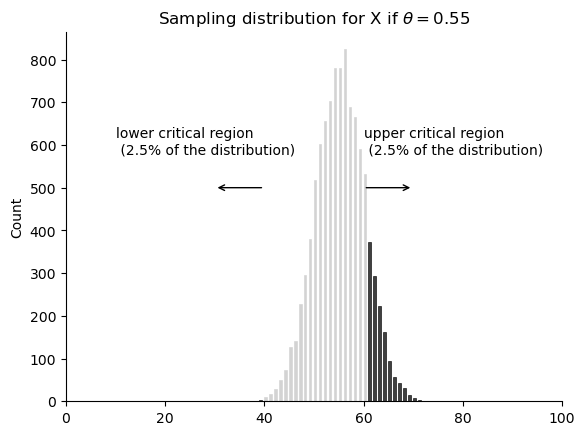 Sampling distribution for X if θ = 0.55
800
700
lower critical region
(2.5% of the distribution)
upper critical region
(2.5% of the distribution)
600
500
Count
400
300
200
100
0
0 20 40 60 80 100